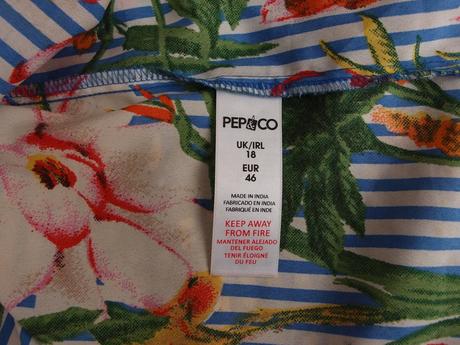 PEP&CO
UK/IRL
18
EUR
46
MADE IN INDIA
FABRICADO EN INDIA
FABRIQUÉ EN INDE
KEEP AWAY
FROM FIRE
MANTENER ALEJADO
DEL FUEGO
TENIR ÉLOIGNÉ
DU FEU